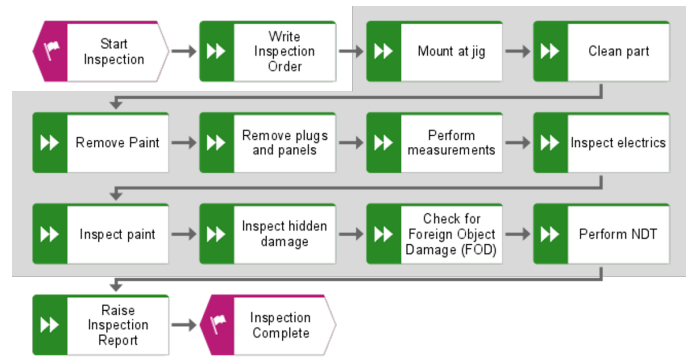 Start
Inspection
Write
Inspection
Order
Mount at jig
Clean part
Remove Paint
Remove plugs
and panels
Perform
measurements
Inspect electrics
Inspect paint
Inspect hidden
damage
Check for
Foreign Object
Damage (FOD)
Perform NDT
Raise
Inspection
Report
Inspection
Complete